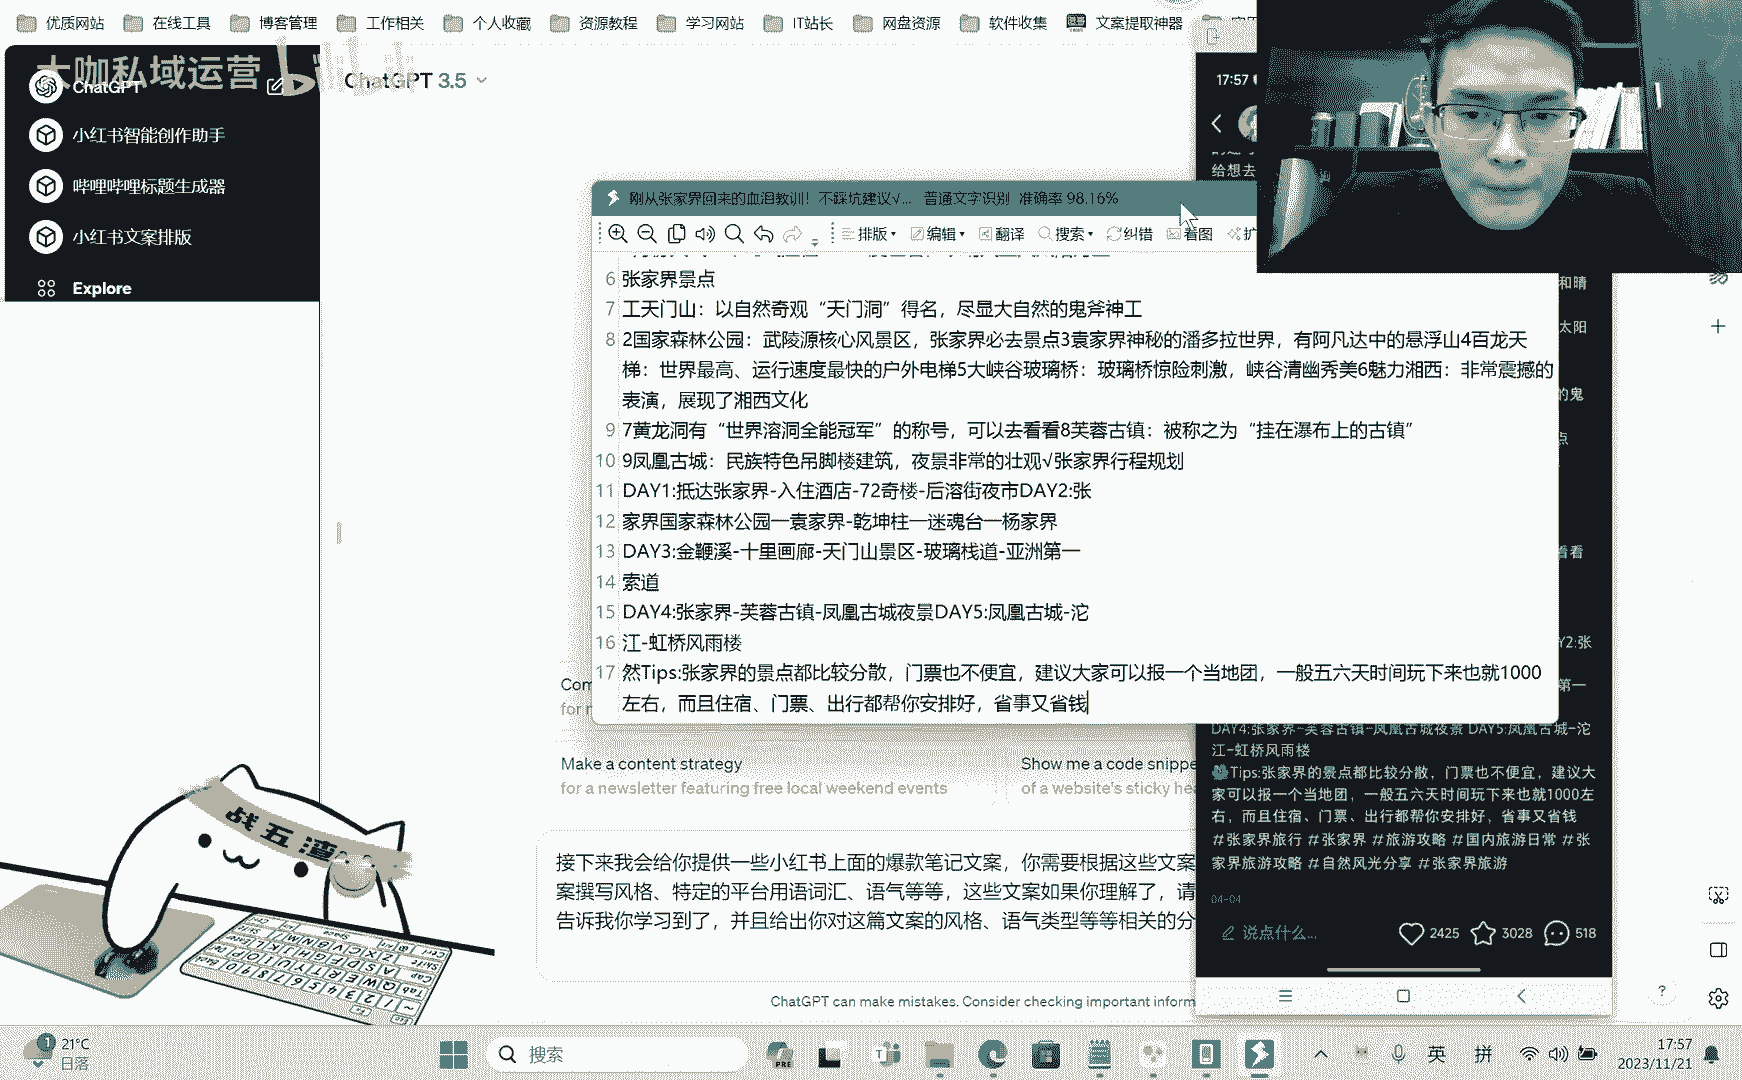 优质网站 在线工具 博客管理 工作相关 个人收藏 资源教程 学习网站 IT站长 网盘资源 软件收集 文案提取神器
大咖私域运营
ChatGPT
小红书智能创作助手
哔哩哔哩标题生成器
小红书文案排版
Explore
ChatGPT 3.5
17:57
给想去
刚从张家界回来的血泪教训！不踩坑建议√... 普通文字识别 准确率 98.16%
排版 编辑 翻译 搜索 纠错 看图 扩
6 张家界景点
7 工天门山：以自然奇观“天门洞”得名，尽显大自然的鬼斧神工
8 2国家森林公园：武陵源核心风景区，张家界必去景点3袁家界神秘的潘多拉世界，有阿凡达中的悬浮山4百龙天
梯：世界最高、运行速度最快的户外电梯5大峡谷玻璃桥：玻璃桥惊险刺激，峡谷清幽秀美6魅力湘西：非常震撼的
表演，展现了湘西文化
9 7黄龙洞有“世界溶洞全能冠军”的称号，可以去看看8芙蓉古镇：被称之为“挂在瀑布上的古镇”
10 9凤凰古城：民族特色吊脚楼建筑，夜景非常的壮观√张家界行程规划
11 DAY1:抵达张家界-入住酒店-72奇楼-后溶街夜市DAY2:张
12 家界国家森林公园一袁家界-乾坤柱一迷魂台一杨家界
13 DAY3:金鞭溪-十里画廊-天门山景区-玻璃栈道-亚洲第一
14 索道
15 DAY4:张家界-芙蓉古镇-凤凰古城夜景DAY5:凤凰古城-沱
16 江-虹桥风雨楼
17 然Tips:张家界的景点都比较分散，门票也不便宜，建议大家可以报一个当地团，一般五六天时间玩下来也就1000
左右，而且住宿、门票、出行都帮你安排好，省事又省钱
和晴
太阳
的鬼
点
看看
Y2:张
第一
DAY4:张家界-芙蓉古镇-凤凰古城夜景 DAY5:凤凰古城-沱
江-虹桥风雨楼
Tips:张家界的景点都比较分散，门票也不便宜，建议大
家可以报一个当地团，一般五六天时间玩下来也就1000左
右，而且住宿、门票、出行都帮你安排好，省事又省钱
#张家界旅行 #张家界 #旅游攻略 #国内旅游日常 #张
家界旅游攻略 #自然风光分享 #张家界旅游
04-04
说点什么... 2425 3028 518
Com
for
Make a content strategy
for a newsletter featuring free local weekend events
Show me a code snippe
of a website's sticky hea
接下来我会给你提供一些小红书上面的爆款笔记文案，你需要根据这些文案
案撰写风格、特定的平台用语词汇、语气等等，这些文案如果你理解了，请
告诉我你学习到了，并且给出你对这篇文案的风格、语气类型等等相关的分
ChatGPT can make mistakes. Consider checking important inform
战五渣
21°C
日落
搜索
英 拼
17:57
2023/11/21